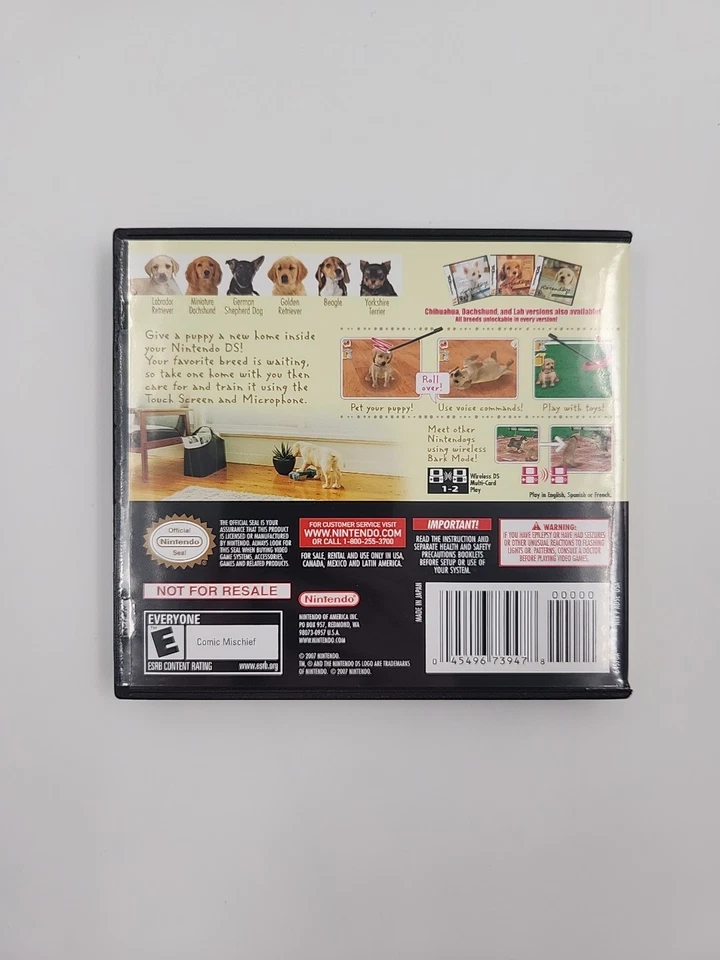 Labrador Retriever
Miniature Dachshund
German Shepherd Dog
Golden Retriever
Beagle
Yorkshire Terrier
Chihuahua, Dachshund, and Lab versions also available!
All breeds unlockable in every version!
Give a puppy a new home inside
your Nintendo DS!
Your favorite breed is waiting,
so take one home with you then
care for and train it using the
Touch Screen and Microphone.
Roll
over!
Pet your puppy!
Use voice commands!
Play with toys!
Meet other
Nintendogs
using wireless
Bark Mode!
1-2
Wireless DS
Multi-Card
Play
Play in English, Spanish or French.
Official
Nintendo
Seal
THE OFFICIAL SEAL IS YOUR
ASSURANCE THAT THIS PRODUCT
IS LICENSED OR MANUFACTURED
BY NINTENDO. ALWAYS LOOK FOR
THIS SEAL WHEN BUYING VIDEO
GAME SYSTEMS, ACCESSORIES,
GAMES AND RELATED PRODUCTS.
FOR CUSTOMER SERVICE VISIT
WWW.NINTENDO.COM
OR CALL 1-800-255-3700
FOR SALE, RENTAL AND USE ONLY IN USA,
CANADA, MEXICO AND LATIN AMERICA.
IMPORTANT!
READ THE INSTRUCTION AND
SEPARATE HEALTH AND SAFETY
PRECAUTIONS BOOKLETS
BEFORE SETUP OR USE OF
YOUR SYSTEM.
WARNING:
IF YOU HAVE EPILEPSY OR HAVE HAD SEIZURES
OR OTHER UNUSUAL REACTIONS TO FLASHING
LIGHTS OR PATTERNS, CONSULT A DOCTOR
BEFORE PLAYING VIDEO GAMES.
NOT FOR RESALE
EVERYONE
E
Comic Mischief
ESRB CONTENT RATING www.esrb.org
Nintendo
NINTENDO OF AMERICA INC.
PO BOX 957, REDMOND, WA
98073-0957 U.S.A.
WWW.NINTENDO.COM
© 2007 NINTENDO.
TM, ® AND THE NINTENDO DS LOGO ARE TRADEMARKS
OF NINTENDO. © 2007 NINTENDO.
MADE IN JAPAN
00000
0 45496 73947 8